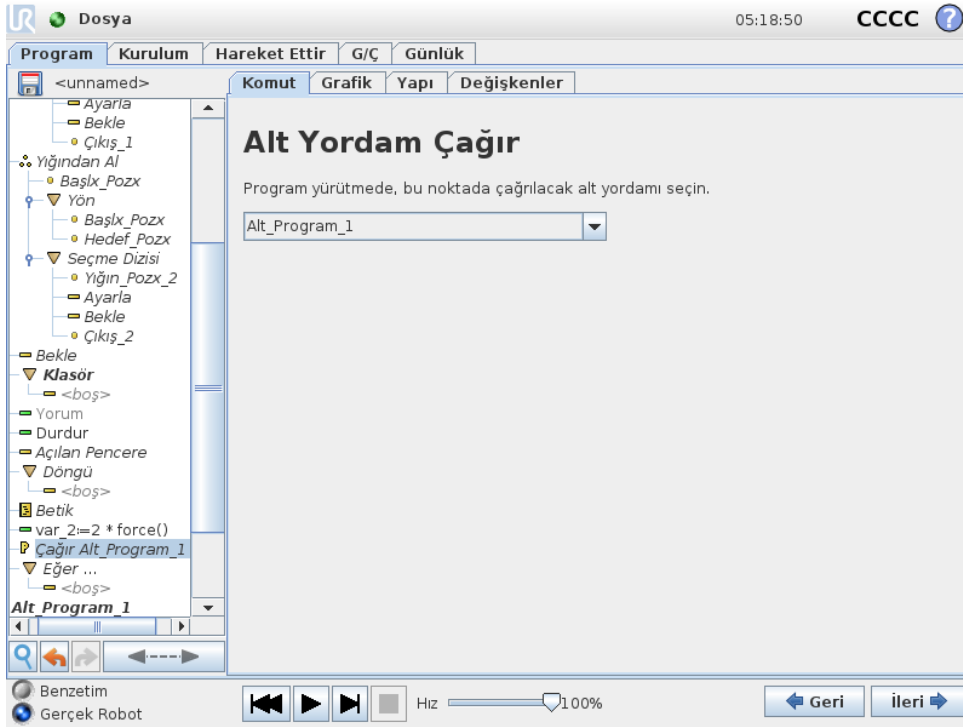 Dosya
05:18:50
CCCC
?
Program
Kurulum
Hareket Ettir
G/Ç
Günlük
<unnamed>
Komut
Grafik
Yapı
Değişkenler
Ayarla
Bekle
Çıkış_1
Yığından Al
Başlx_Pozx
Yön
Başlx_Pozx
Hedef_Pozx
Seçme Dizisi
Yığın_Pozx_2
Ayarla
Bekle
Çıkış_2
Bekle
Klasör
<boş>
Yorum
Durdur
Açılan Pencere
Döngü
<boş>
Betik
var_2:=2 * force()
Çağır Alt_Program_1
Eğer ...
<boş>
Alt_Program_1
Alt Yordam Çağır
Program yürütmede, bu noktada çağrılacak alt yordamı seçin.
Alt_Program_1
Benzetim
Gerçek Robot
Hız
100%
Geri
İleri